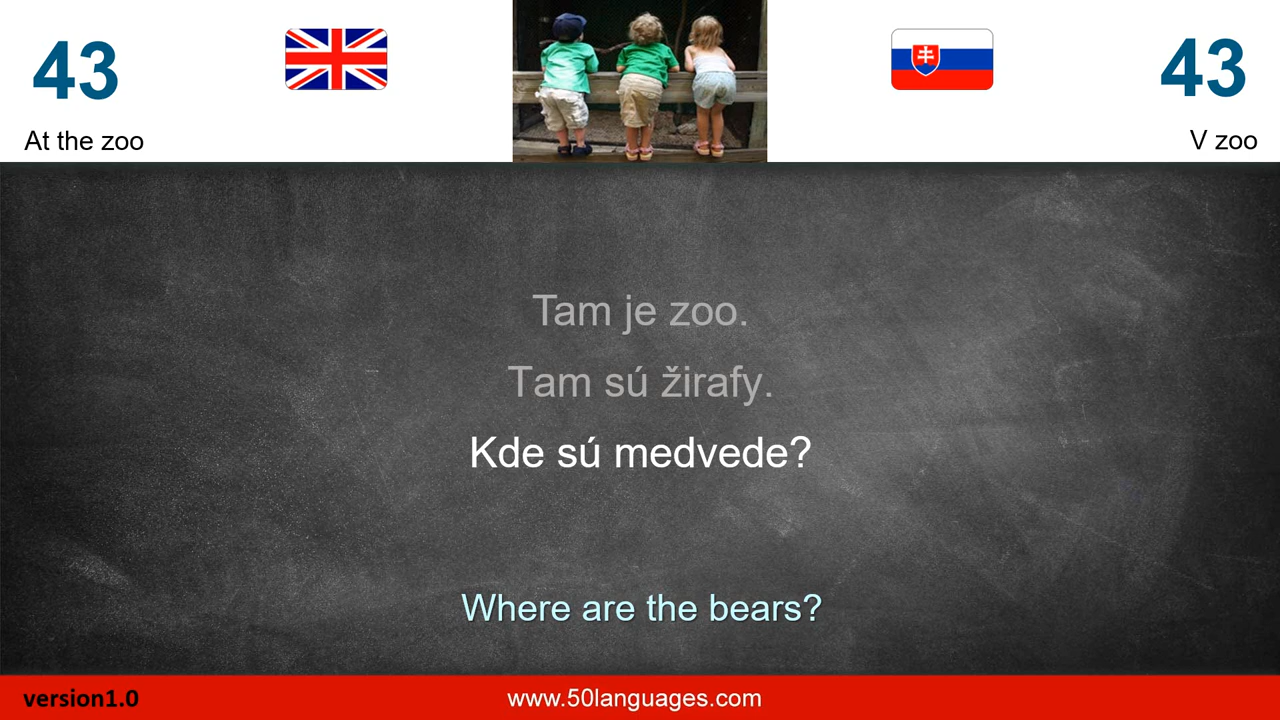 43
43
At the zoo
V zoo
Tam je zoo.
Tam sú žirafy.
Kde sú medvede?
Where are the bears?
version1.0
www.50languages.com